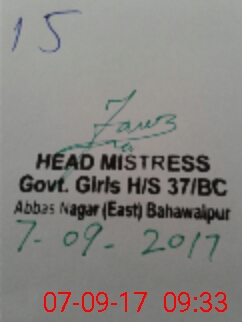 15
HEAD MISTRESS
Govt. Girls H/S 37/BC
Abbas Nagar (East) Bahawalpur
7-09-2017
07-09-17 09:33